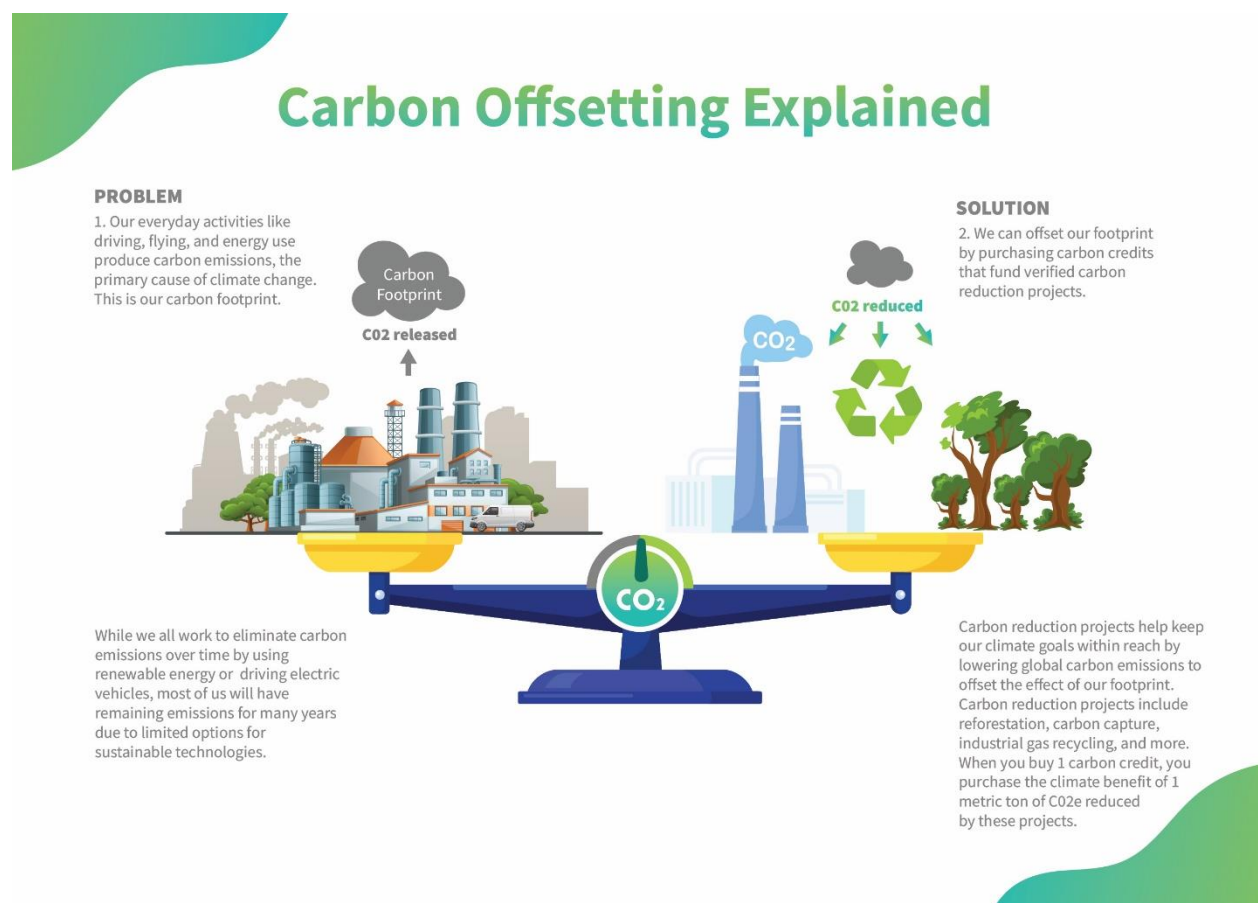 Carbon Offsetting Explained
PROBLEM
1. Our everyday activities like
driving, flying, and energy use
produce carbon emissions, the
primary cause of climate change.
This is our carbon footprint.
Carbon
Footprint
C02 released
SOLUTION
2. We can offset our footprint
by purchasing carbon credits
that fund verified carbon
reduction projects.
C02 reduced
CO2
CO2
While we all work to eliminate carbon
emissions over time by using
renewable energy or  driving electric
vehicles, most of us will have
remaining emissions for many years
due to limited options for
sustainable technologies.
Carbon reduction projects help keep
our climate goals within reach by
lowering global carbon emissions to
offset the effect of our footprint.
Carbon reduction projects include
reforestation, carbon capture,
industrial gas recycling, and more.
When you buy 1 carbon credit, you
purchase the climate benefit of 1
metric ton of C02e reduced
by these projects.